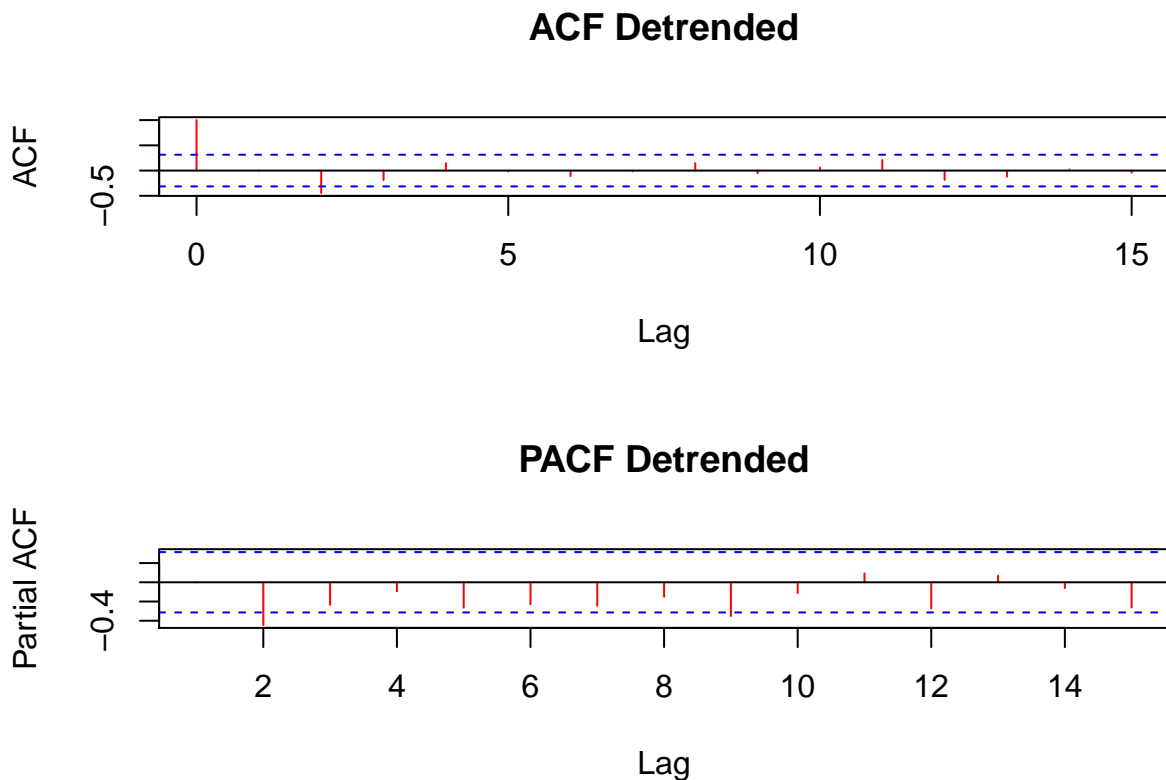 ACF Detrended
ACF
−0.5
0 5 10 15
Lag
PACF Detrended
Partial ACF
−0.4
2 4 6 8 10 12 14
Lag